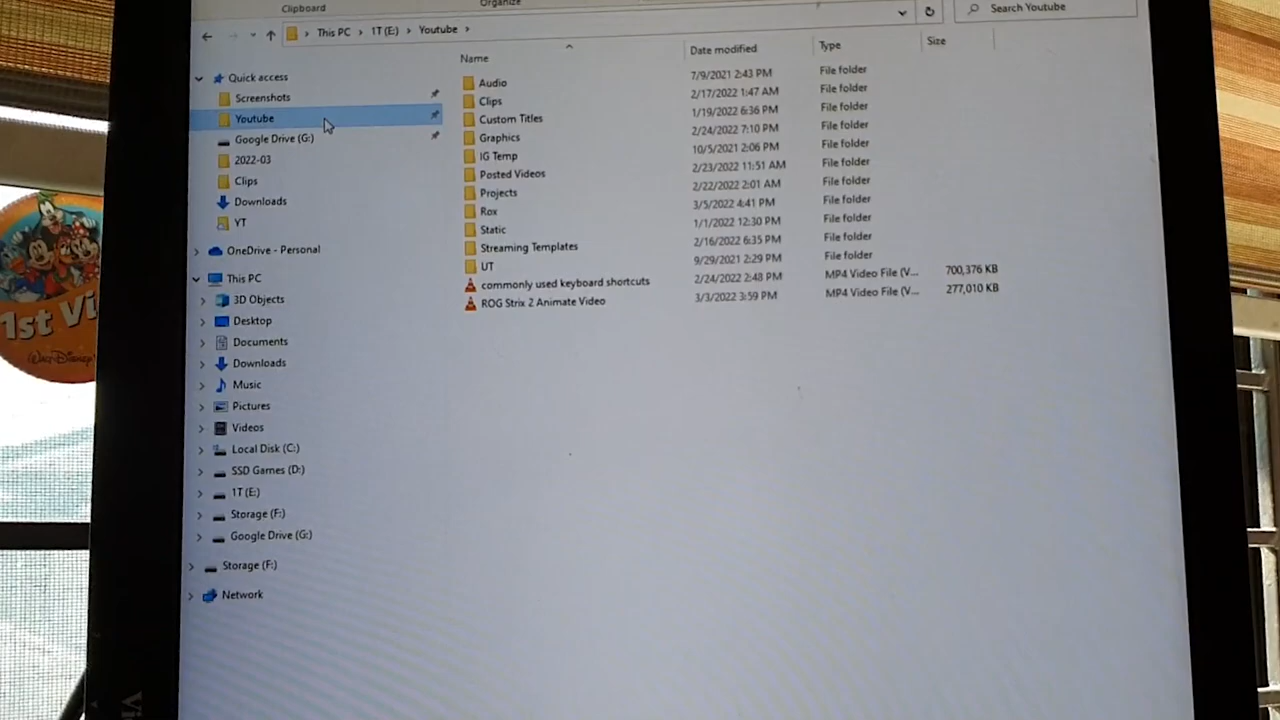 Clipboard
Organize
This PC > 1T (E:) > Youtube >
Search Youtube
Name Date modified Type Size
Quick access
Screenshots
Youtube
Google Drive (G:)
2022-03
Clips
Downloads
YT
OneDrive - Personal
This PC
3D Objects
Desktop
Documents
Downloads
Music
Pictures
Videos
Local Disk (C:)
SSD Games (D:)
1T (E:)
Storage (F:)
Google Drive (G:)
Storage (F:)
Network
Audio 7/9/2021 2:43 PM File folder
Clips 2/17/2022 1:47 AM File folder
Custom Titles 1/19/2022 6:36 PM File folder
Graphics 2/24/2022 7:10 PM File folder
IG Temp 10/5/2021 2:06 PM File folder
Posted Videos 2/23/2022 11:51 AM File folder
Projects 2/22/2022 2:01 AM File folder
Rox 3/5/2022 4:41 PM File folder
Static 1/1/2022 12:30 PM File folder
Streaming Templates 2/16/2022 6:35 PM File folder
UT 9/29/2021 2:29 PM File folder
commonly used keyboard shortcuts 2/24/2022 2:48 PM MP4 Video File (V... 700,376 KB
ROG Strix 2 Animate Video 3/3/2022 3:59 PM MP4 Video File (V... 277,010 KB
1st Vi
Walt Disney
Vi